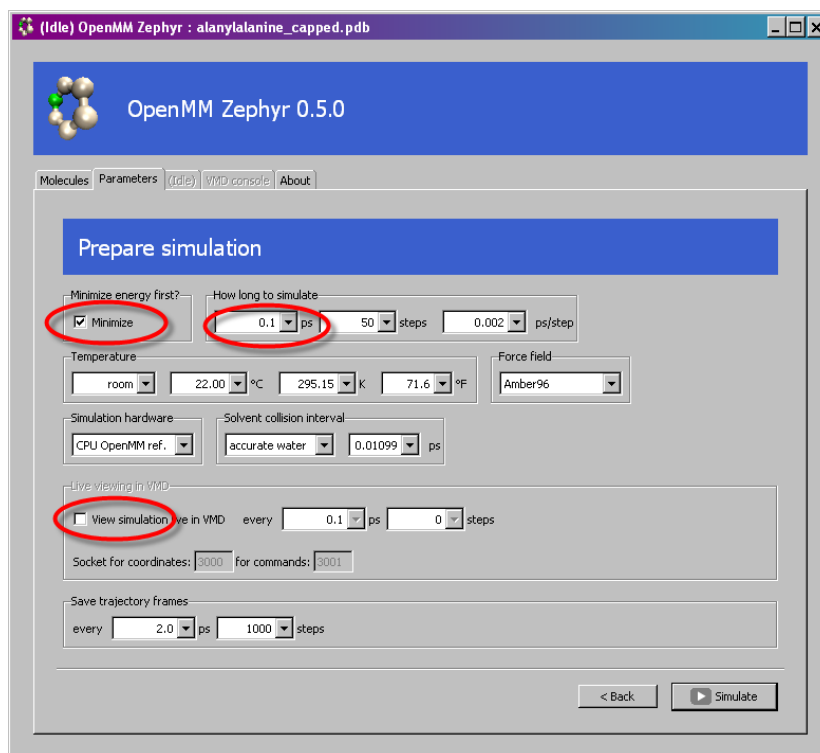 (Idle) OpenMM Zephyr : alanylalanine_capped.pdb
OpenMM Zephyr 0.5.0
Molecules Parameters (Idle) VMD console About
Prepare simulation
Minimize energy first? How long to simulate
Minimize 0.1 ps 50 steps 0.002 ps/step
Temperature Force field
room 22.00 °C 295.15 K 71.6 °F Amber96
Simulation hardware Solvent collision interval
CPU OpenMM ref. accurate water 0.01099 ps
Live viewing in VMD
View simulation live in VMD every 0.1 ps 0 steps
Socket for coordinates: 3000 for commands: 3001
Save trajectory frames
every 2.0 ps 1000 steps
< Back Simulate